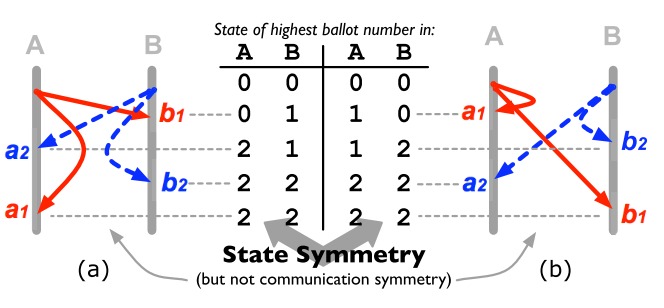 State of highest ballot number in:
A B A B A B A B
0 0 0 0
b1 0 1 1 0 a1
a2 2 1 1 2 b2
b2 2 2 2 2 a2
a1 2 2 2 2 b1
State Symmetry
(a) (but not communication symmetry) (b)